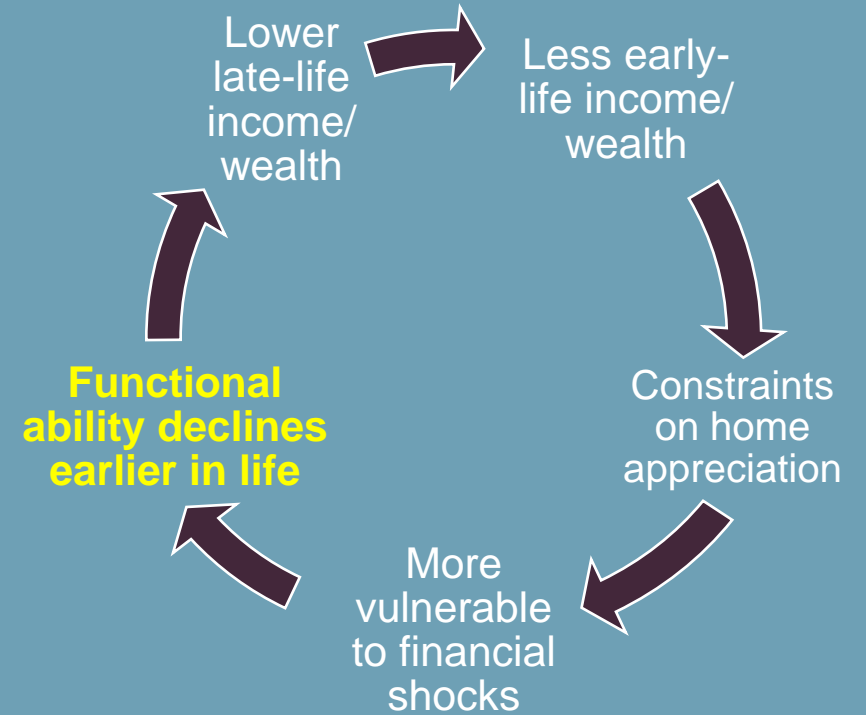 Lower
late-life
income/
wealth
Less early-
life income/
wealth
Constraints
on home
appreciation
More
vulnerable
to financial
shocks
Functional
ability declines
earlier in life